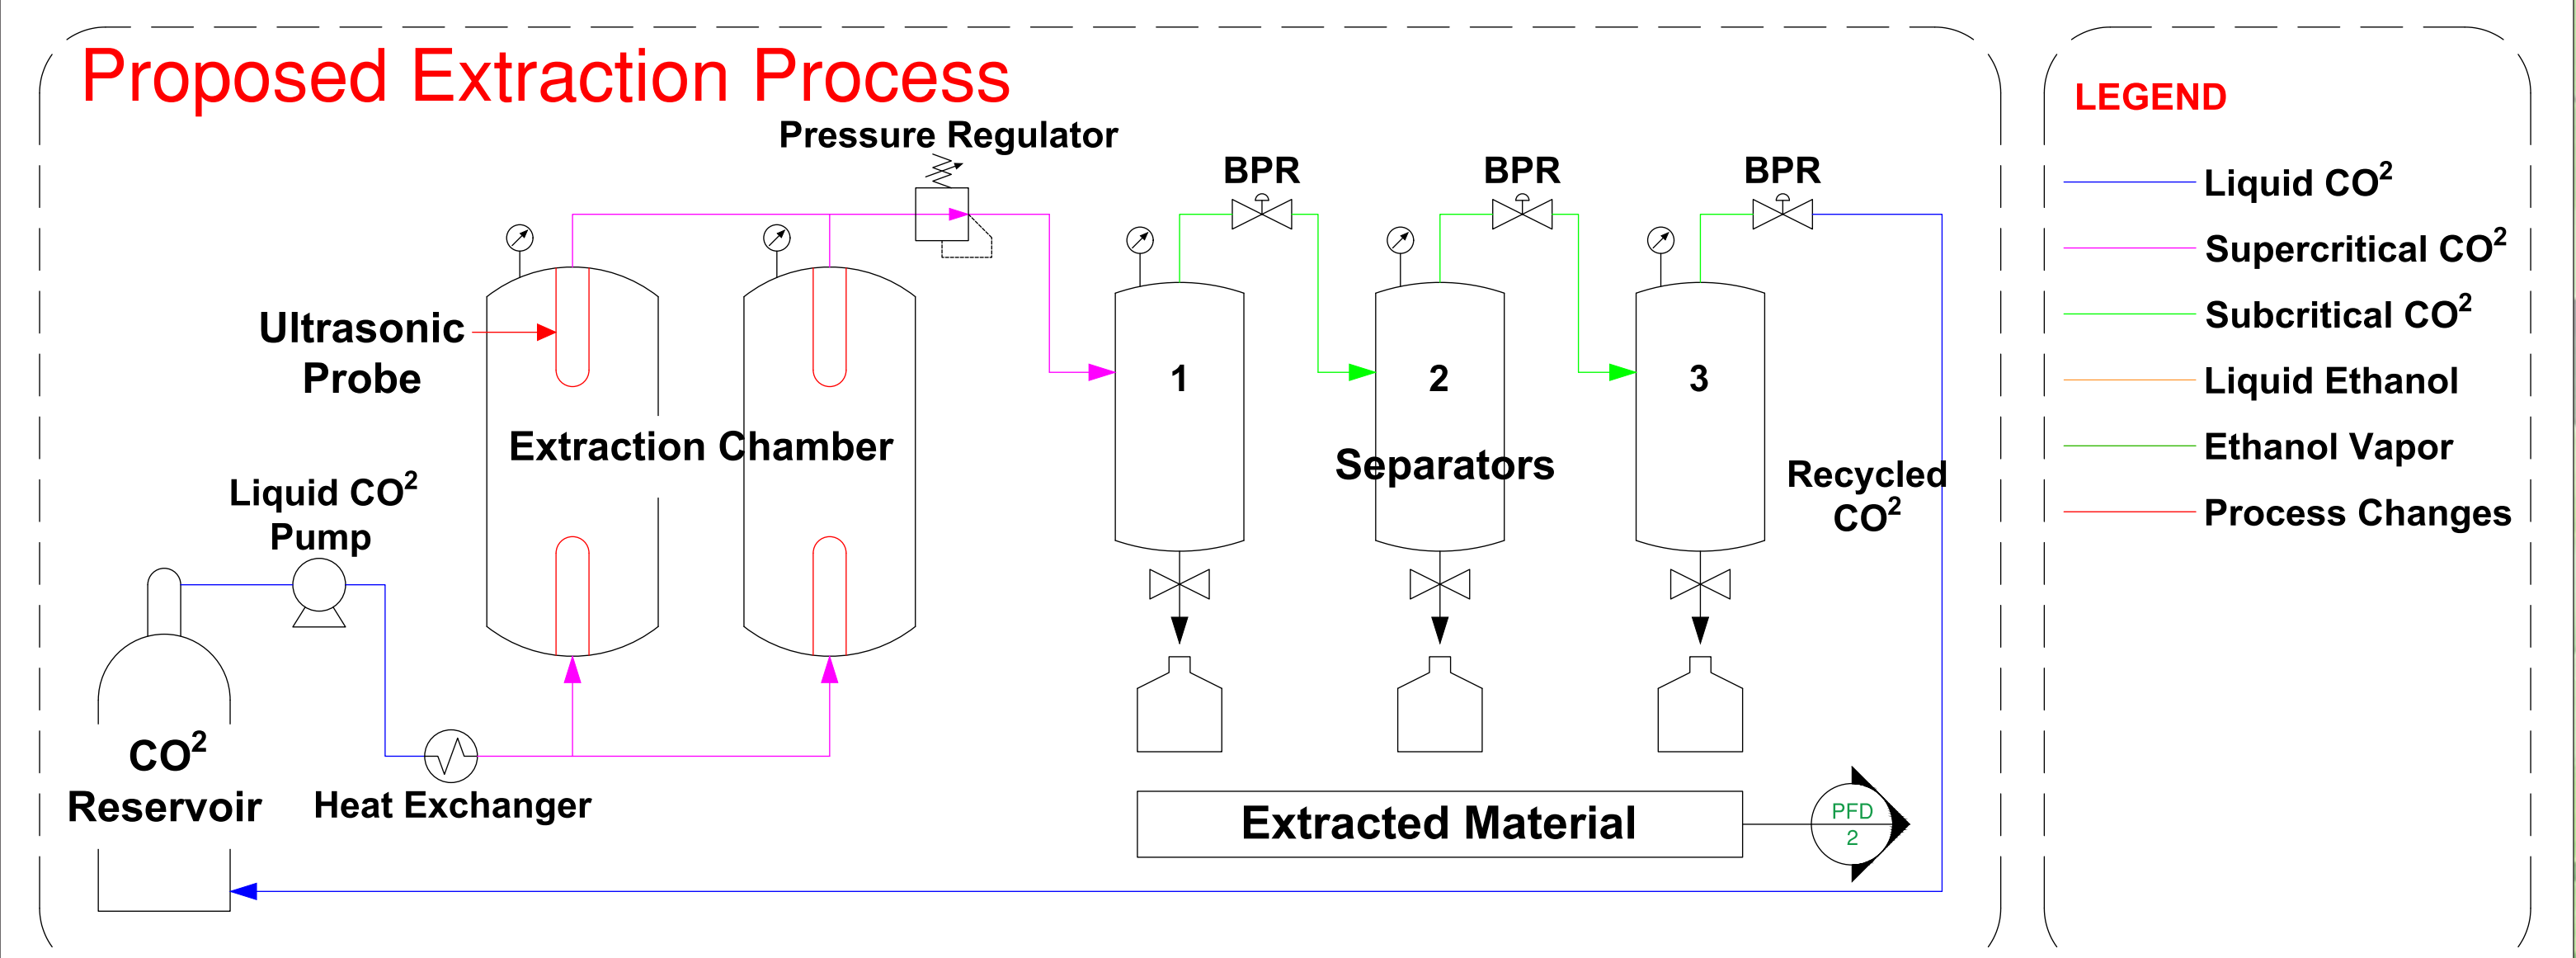 Proposed Extraction Process
Pressure Regulator
BPR
BPR
BPR
Ultrasonic
Probe
1
2
3
Extraction Chamber
Separators
Recycled
CO²
Liquid CO²
Pump
CO²
Reservoir
Heat Exchanger
Extracted Material
PFD
2
LEGEND
Liquid CO²
Supercritical CO²
Subcritical CO²
Liquid Ethanol
Ethanol Vapor
Process Changes